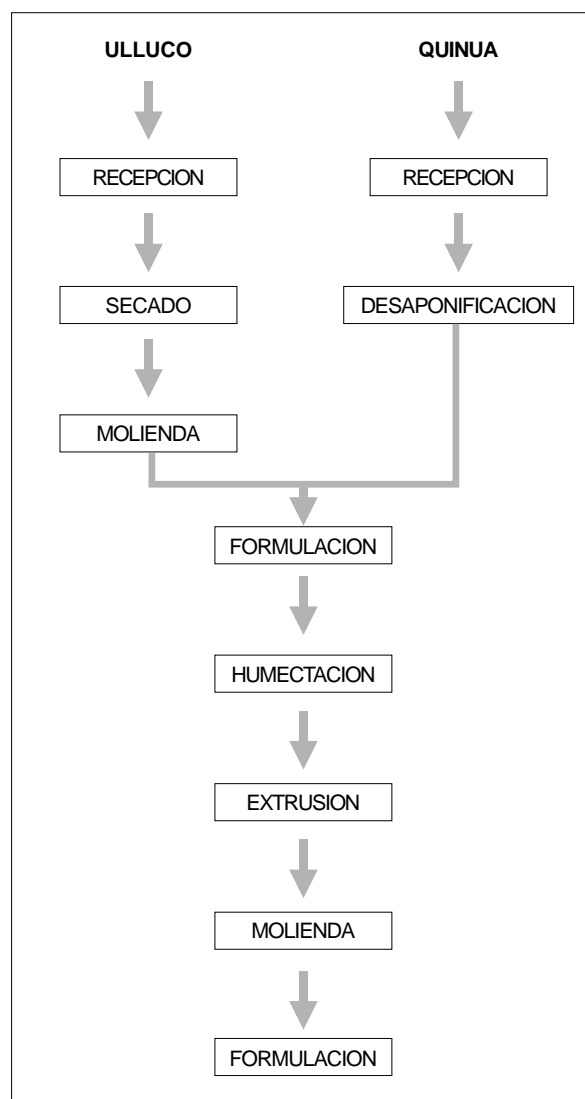 ULLUCO
QUINUA
RECEPCION
RECEPCION
SECADO
DESAPONIFICACION
MOLIENDA
FORMULACION
HUMECTACION
EXTRUSION
MOLIENDA
FORMULACION